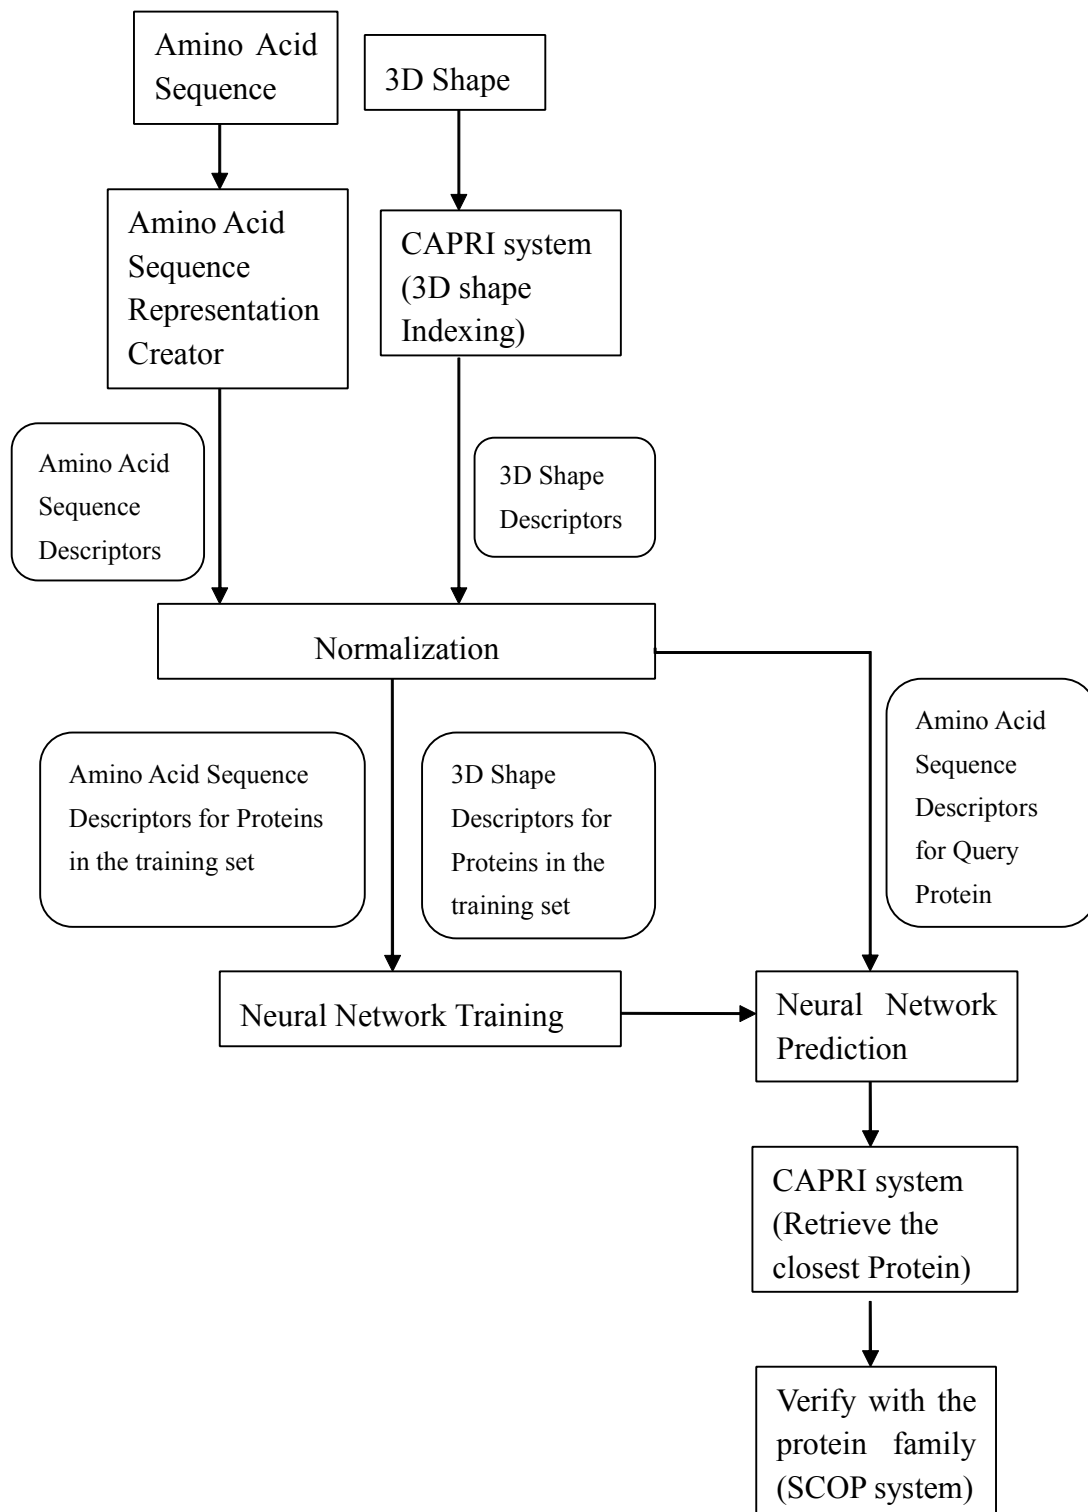 Amino Acid
Sequence
3D Shape
Amino Acid
Sequence
Representation
Creator
CAPRI system
(3D shape
Indexing)
Amino Acid
Sequence
Descriptors
3D Shape
Descriptors
Normalization
Amino Acid Sequence
Descriptors for Proteins
in the training set
3D Shape
Descriptors for
Proteins in the
training set
Amino Acid
Sequence
Descriptors
for Query
Protein
Neural Network Training
Neural Network
Prediction
CAPRI system
(Retrieve the
closest Protein)
Verify with the
protein family
(SCOP system)